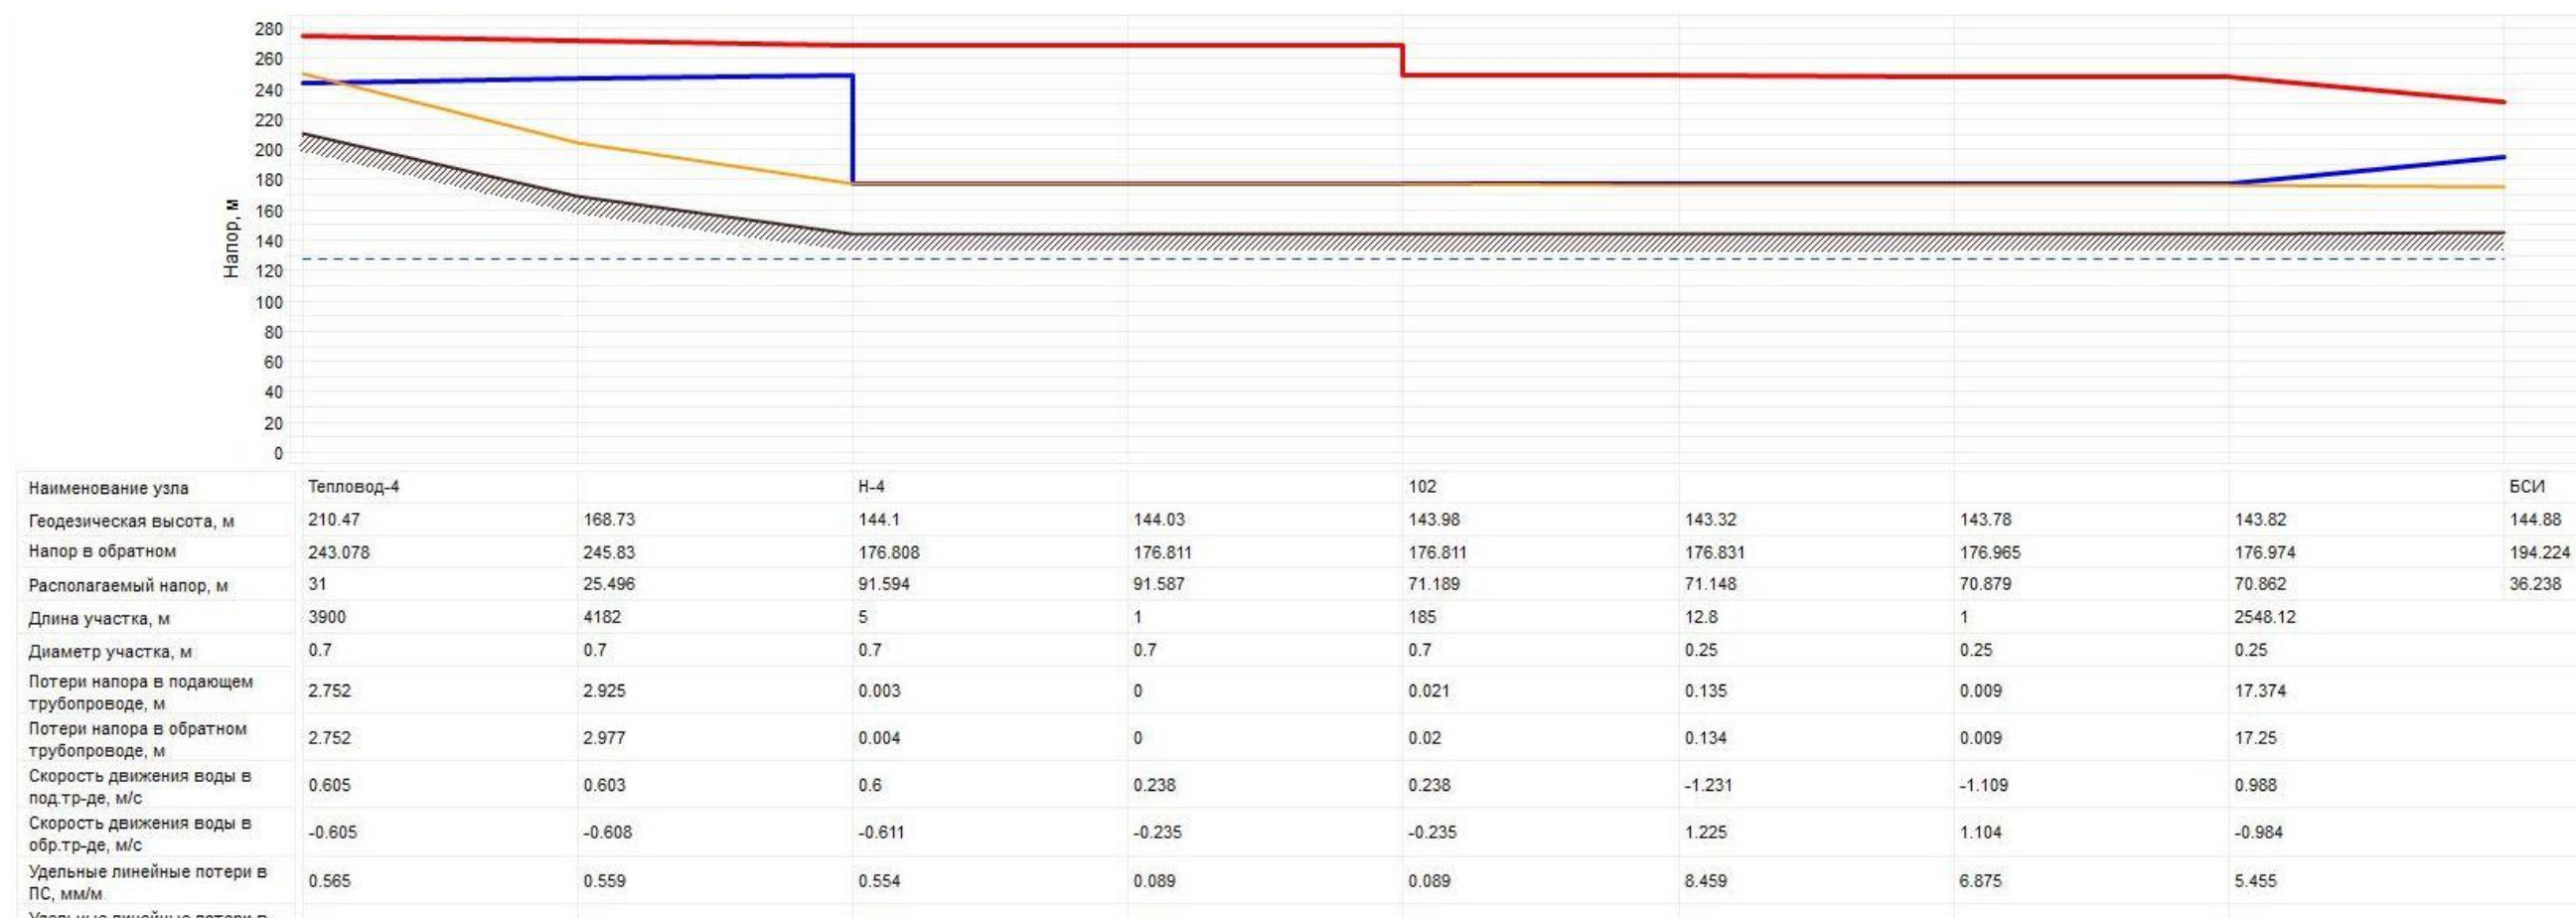 280
260
240
220
200
180
160
140
120
100
80
60
40
20
0
Напор, м
Наименование узла Тепловод-4 Н-4 102 БСИ
Геодезическая высота, м 210.47 168.73 144.1 144.03 143.98 143.32 143.78 143.82 144.88
Напор в обратном 243.078 245.83 176.808 176.811 176.811 176.831 176.965 176.974 194.224
Располагаемый напор, м 31 25.496 91.594 91.587 71.189 71.148 70.879 70.862 36.238
Длина участка, м 3900 4182 5 1 185 12.8 1 2548.12
Диаметр участка, м 0.7 0.7 0.7 0.7 0.7 0.25 0.25 0.25
Потери напора в подающем
трубопроводе, м 2.752 2.925 0.003 0 0.021 0.135 0.009 17.374
Потери напора в обратном
трубопроводе, м 2.752 2.977 0.004 0 0.02 0.134 0.009 17.25
Скорость движения воды в
под.тр-де, м/с 0.605 0.603 0.6 0.238 0.238 -1.231 -1.109 0.988
Скорость движения воды в
обр.тр-де, м/с -0.605 -0.608 -0.611 -0.235 -0.235 1.225 1.104 -0.984
Удельные линейные потери в
ПС, мм/м 0.565 0.559 0.554 0.089 0.089 8.459 6.875 5.455